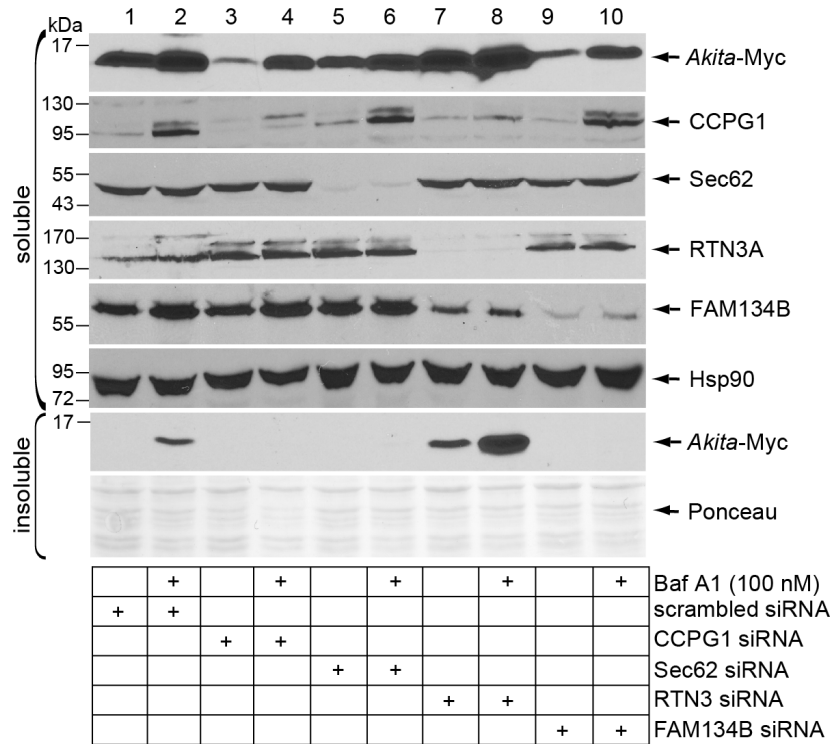 kDa 1 2 3 4 5 6 7 8 9 10
17
Akita-Myc
130
95
CCPG1
55
43
Sec62
170
130
RTN3A
55
FAM134B
95
72
Hsp90
soluble
17
Akita-Myc
Ponceau
insoluble
+ + + + + Baf A1 (100 nM)
+ + scrambled siRNA
+ + CCPG1 siRNA
+ + Sec62 siRNA
+ + RTN3 siRNA
+ + FAM134B siRNA